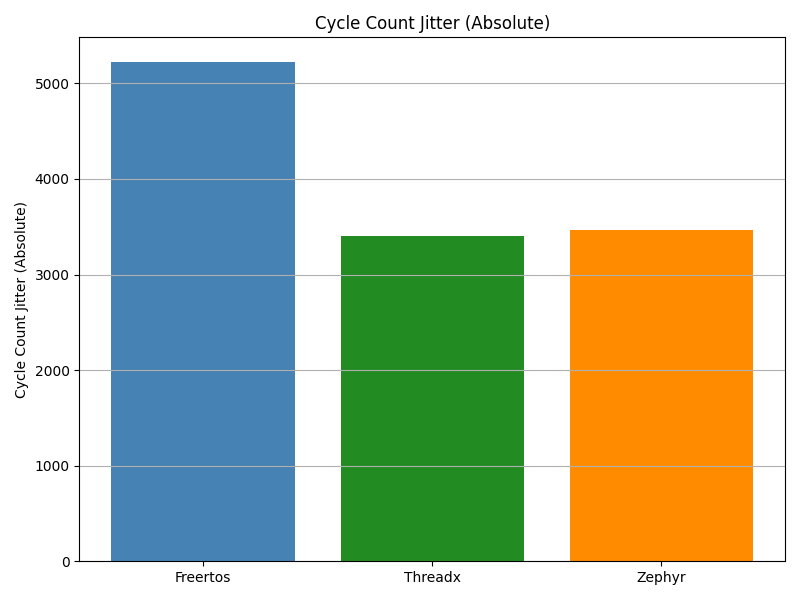 Cycle Count Jitter (Absolute)
Cycle Count Jitter (Absolute)
5000
4000
3000
2000
1000
0
Freertos Threadx Zephyr